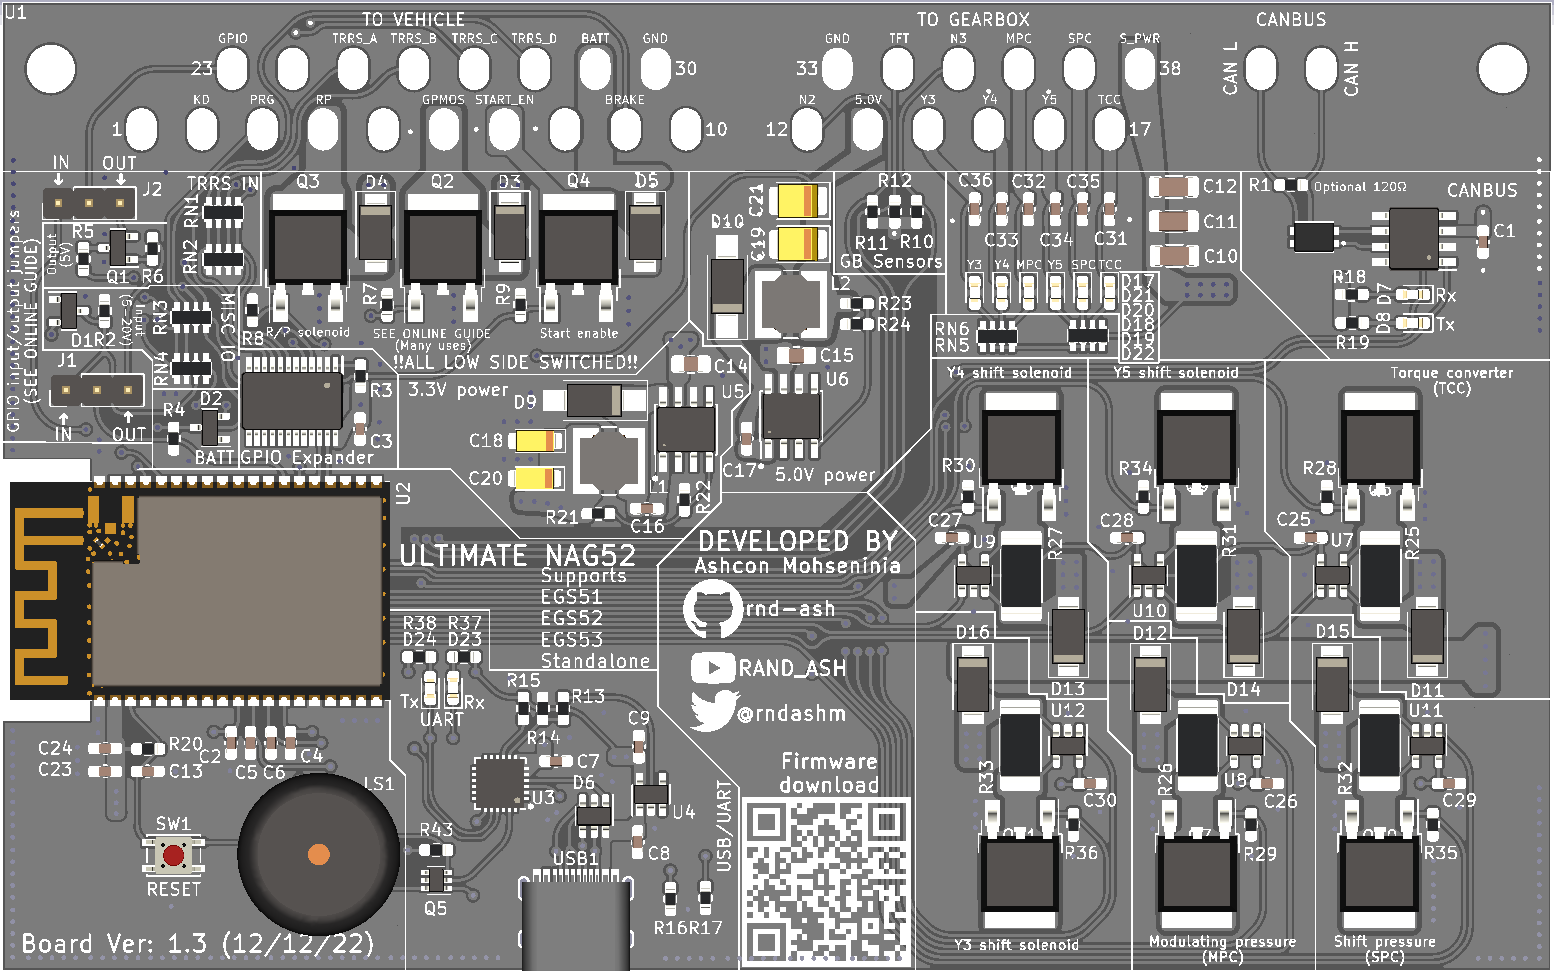 U1
TO VEHICLE
TO GEARBOX
CANBUS
GPIO
TRRS_A
TRRS_B
TRRS_C
TRRS_D
BATT
GND
GND
TFT
N3
MPC
SPC
S_PWR
23
30
33
38
CAN L
CAN H
KD
PRG
RP
GPMOS
START_EN
BRAKE
N2
5.0V
Y3
Y4
Y5
TCC
1
10
12
17
IN
OUT
J2
TRRS IN
Q3
D4
Q2
D3
Q4
D5
C21
R12
C36
C32
C35
C12
R1
Optional 120Ω
CANBUS
RN1
R5
Output
(5V)
Q1
R6
RN2
D10
C19
R11
R10
GB Sensors
C33
C34
C31
C11
C10
C1
GPIO input/output jumpars
(SEE ONLINE GUIDE)
Y3
MPC
Y4
Y5
SPC
TCC
D17
D21
D20
D18
D19
D22
R18
D7
Rx
D8
Tx
R19
D1
R2
Input
(5-12V)
RN3
MISC IO
R8
R7
R9
L2
R23
R24
R/P solenoid
SEE ONLINE GUIDE
(Many uses)
Start enable
RN6
RN5
J1
RN4
!!ALL LOW SIDE SWITCHED!!
C14
C15
U5
U6
Y4 shift solenoid
Y5 shift solenoid
Torque converter
(TCC)
R3
3.3V power
D9
R4
D2
C3
C18
C17
IN
OUT
BATT
GPIO Expander
C20
L1
5.0V power
R30
R34
R28
U2
R21
C16
R22
C27
U9
R27
C28
R31
C25
U7
R25
ULTIMATE NAG52
Supports
EGS51
EGS52
EGS53
Standalone
DEVELOPED BY
Ashcon Mohseninia
rnd-ash
RAND_ASH
@rndashm
U10
R38
R37
D24
D23
D16
D12
D15
D13
D14
D11
Tx
Rx
UART
R15
R13
R14
U12
U11
C24
R20
C23
C13
C2
C5
C6
C4
C9
C7
U3
D6
U4
Firmware
download
R33
R26
U8
R32
C30
C26
C29
LS1
SW1
RESET
R43
C8
USB1
USB/UART
R36
R29
R35
Q5
R16
R17
Board Ver: 1.3 (12/12/22)
Y3 shift solenoid
Modulating pressure
(MPC)
Shift pressure
(SPC)